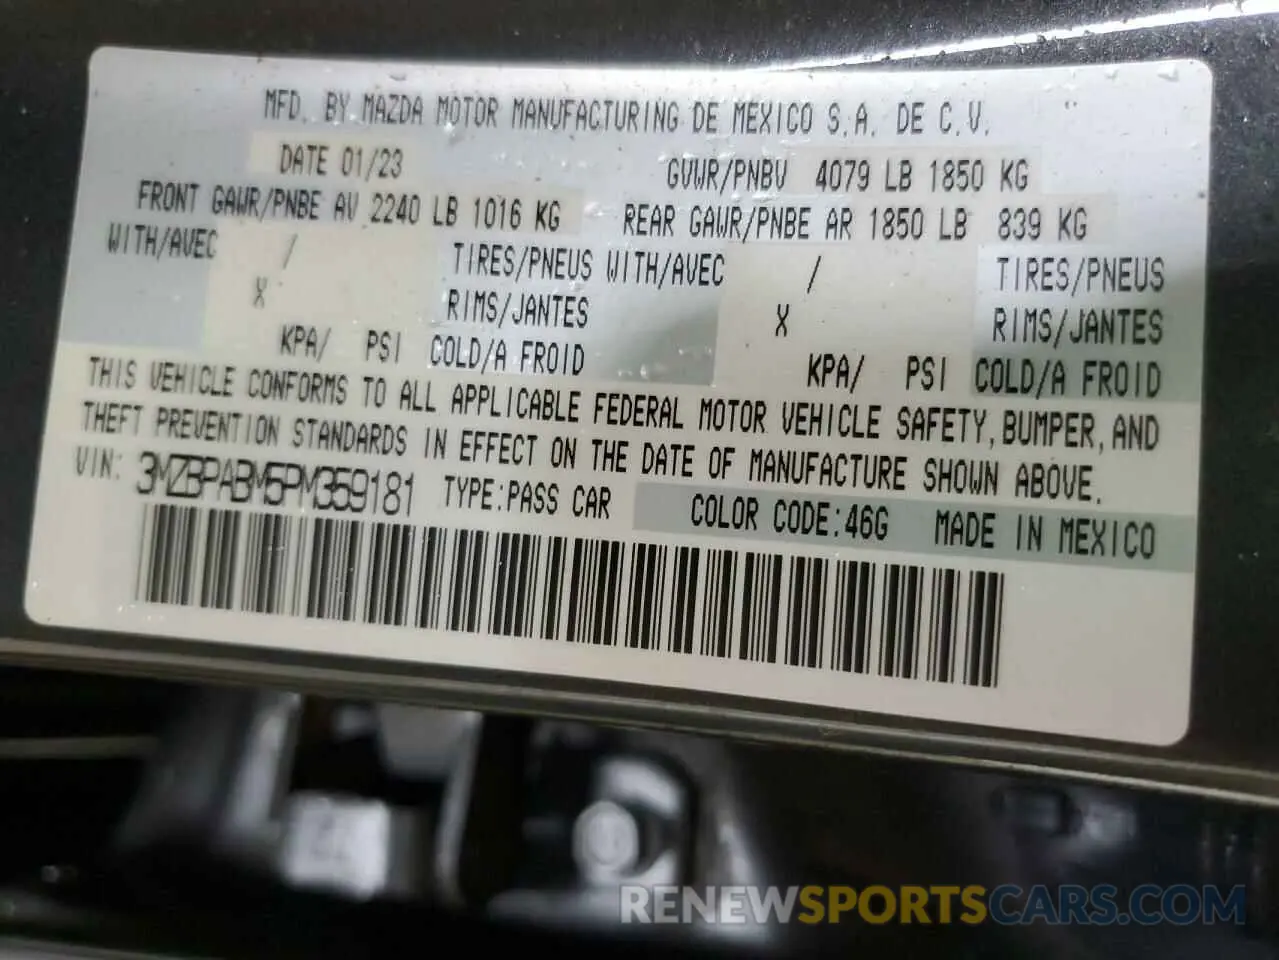 MFD. BY MAZDA MOTOR MANUFACTURING DE MEXICO S.A. DE C.V.
DATE 01/23 GVWR/PNBV 4079 LB 1850 KG
FRONT GAWR/PNBE AV 2240 LB 1016 KG REAR GAWR/PNBE AR 1850 LB 839 KG
WITH/AVEC / TIRES/PNEUS WITH/AVEC / TIRES/PNEUS
X RIMS/JANTES X RIMS/JANTES
KPA/ PSI COLD/A FROID KPA/ PSI COLD/A FROID
THIS VEHICLE CONFORMS TO ALL APPLICABLE FEDERAL MOTOR VEHICLE SAFETY, BUMPER, AND
THEFT PREVENTION STANDARDS IN EFFECT ON THE DATE OF MANUFACTURE SHOWN ABOVE.
VIN: 3MZBPABM5PM359181 TYPE:PASS CAR COLOR CODE:46G MADE IN MEXICO
RENEWSPORTSCARS.COM